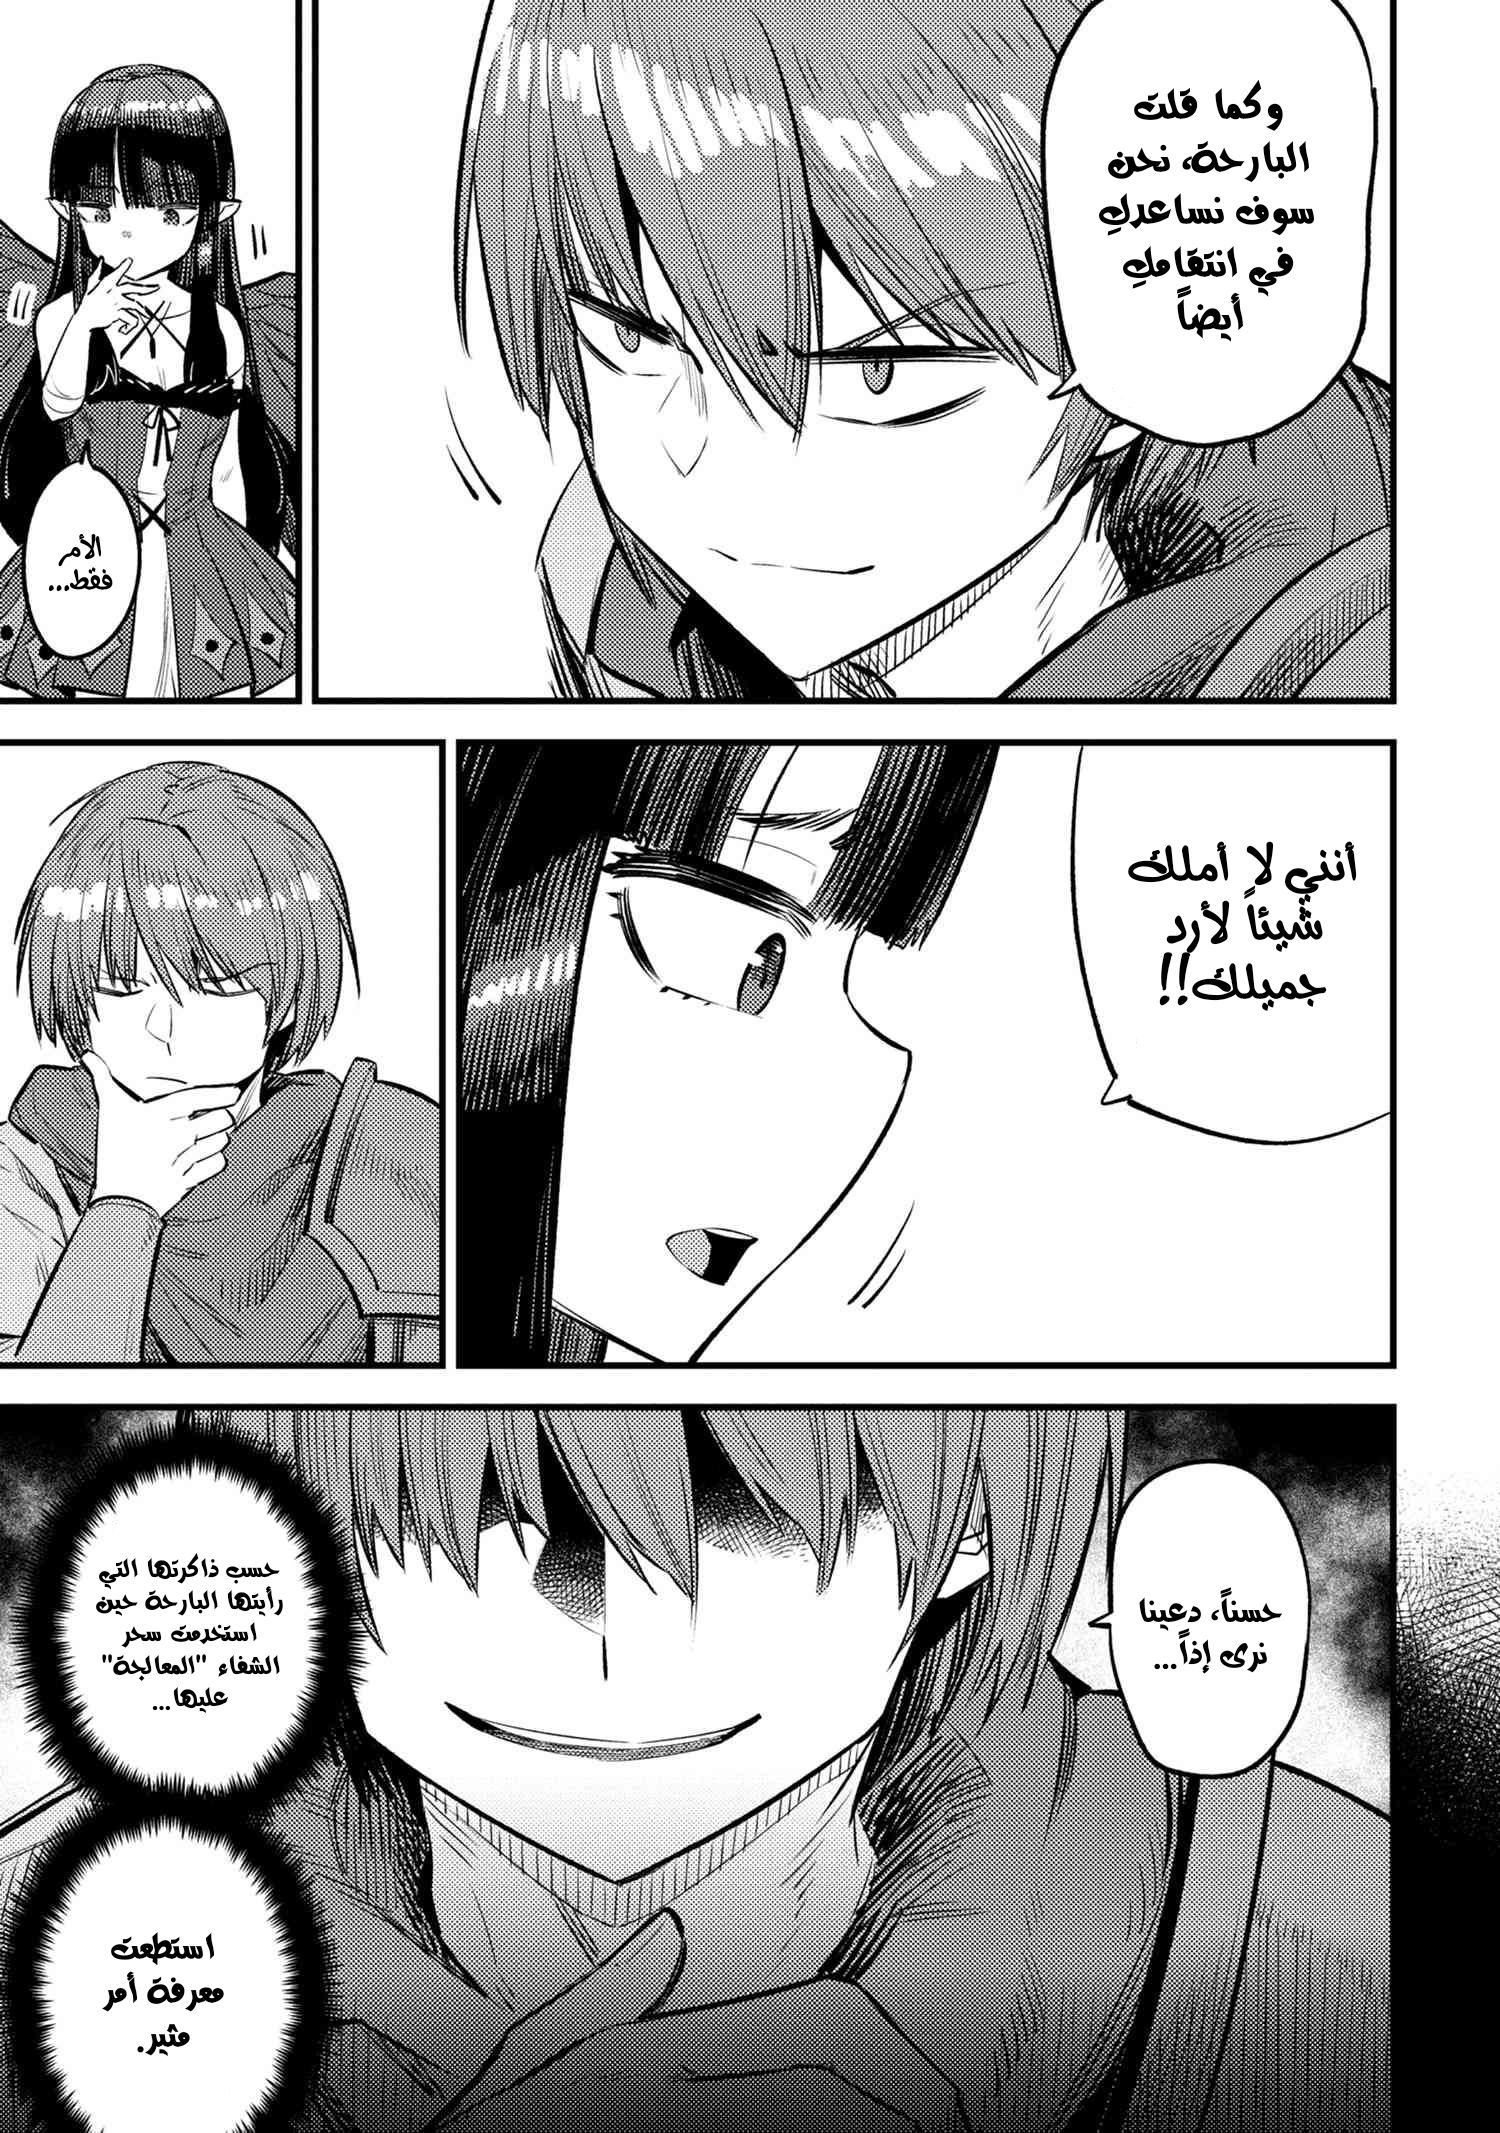 وكما قلت
البارحة، نحن
سوف نساعدكِ
في انتقامكِ
أيضاً
الأمر
فقط...
أنني لا أملك
شيئاً لأرد
جميلك!!
حسناً، دعينا
نرى إذاً...
حسب ذاكرتها التي
رأيتها البارحة حين
استخدمت سحر
الشفاء "المعالجة"
عليها...
استطعت
معرفة أمر
مثير.